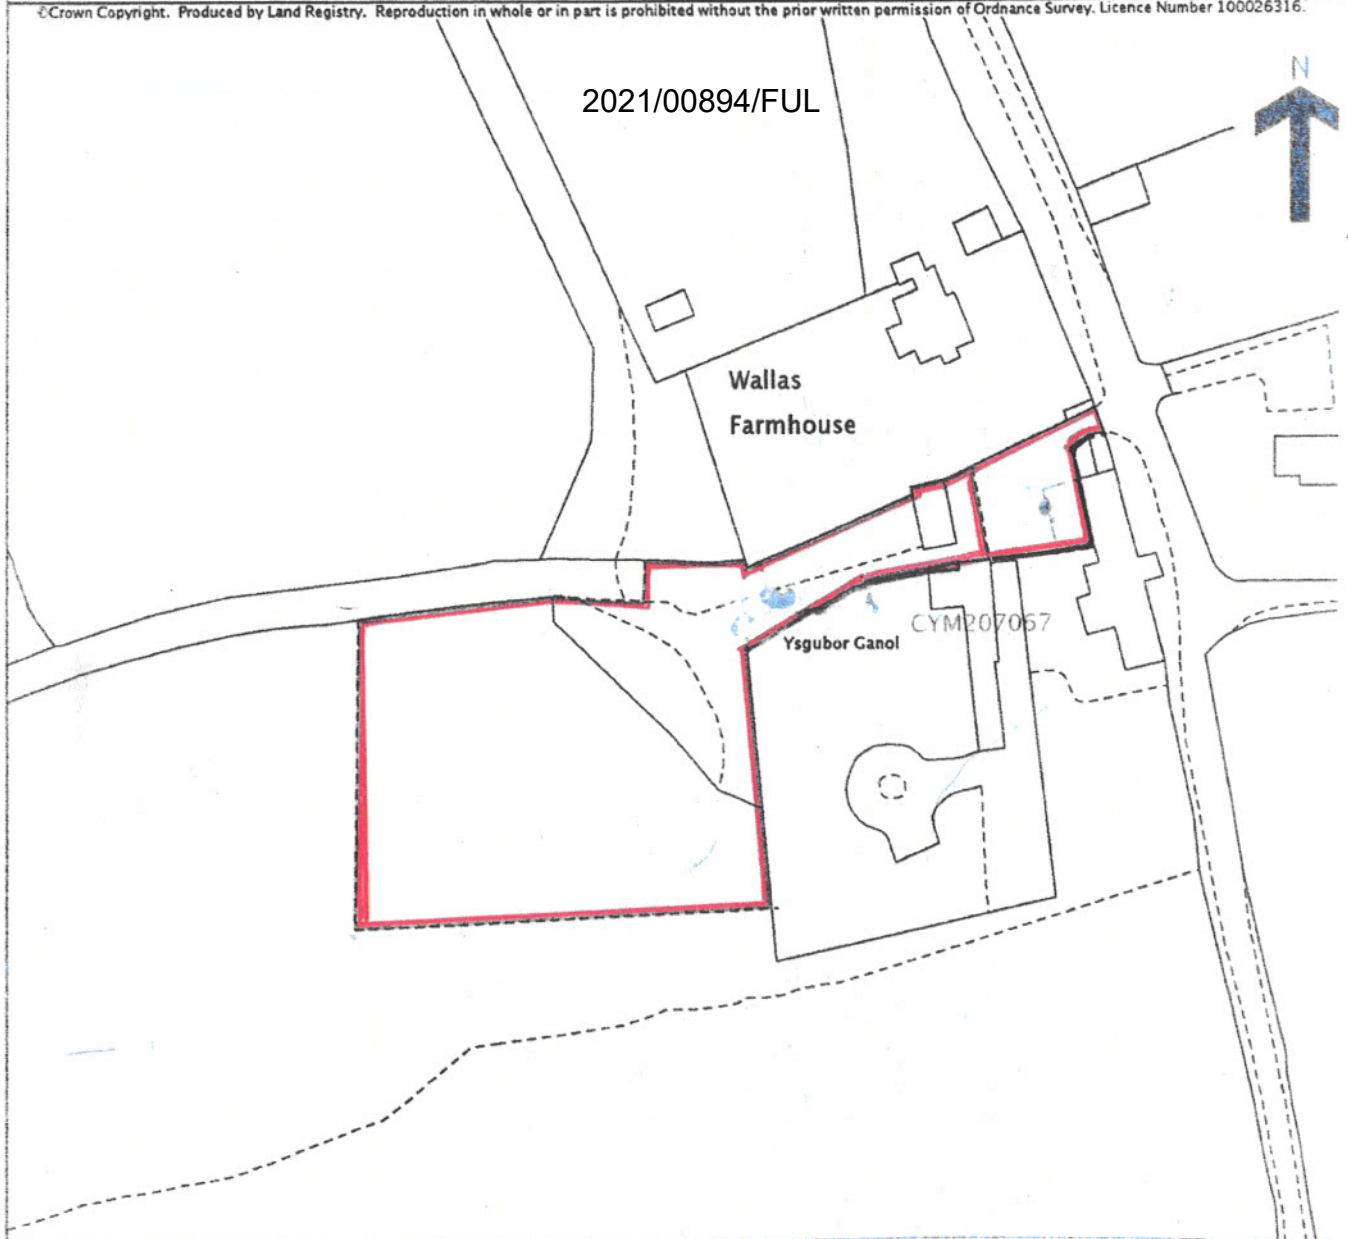 ©Crown Copyright. Produced by Land Registry. Reproduction in whole or in part is prohibited without the prior written permission of Ordnance Survey. Licence Number 100026316.
2021/00894/FUL
N
Wallas
Farmhouse
CYM207067
Ysgubor Ganol